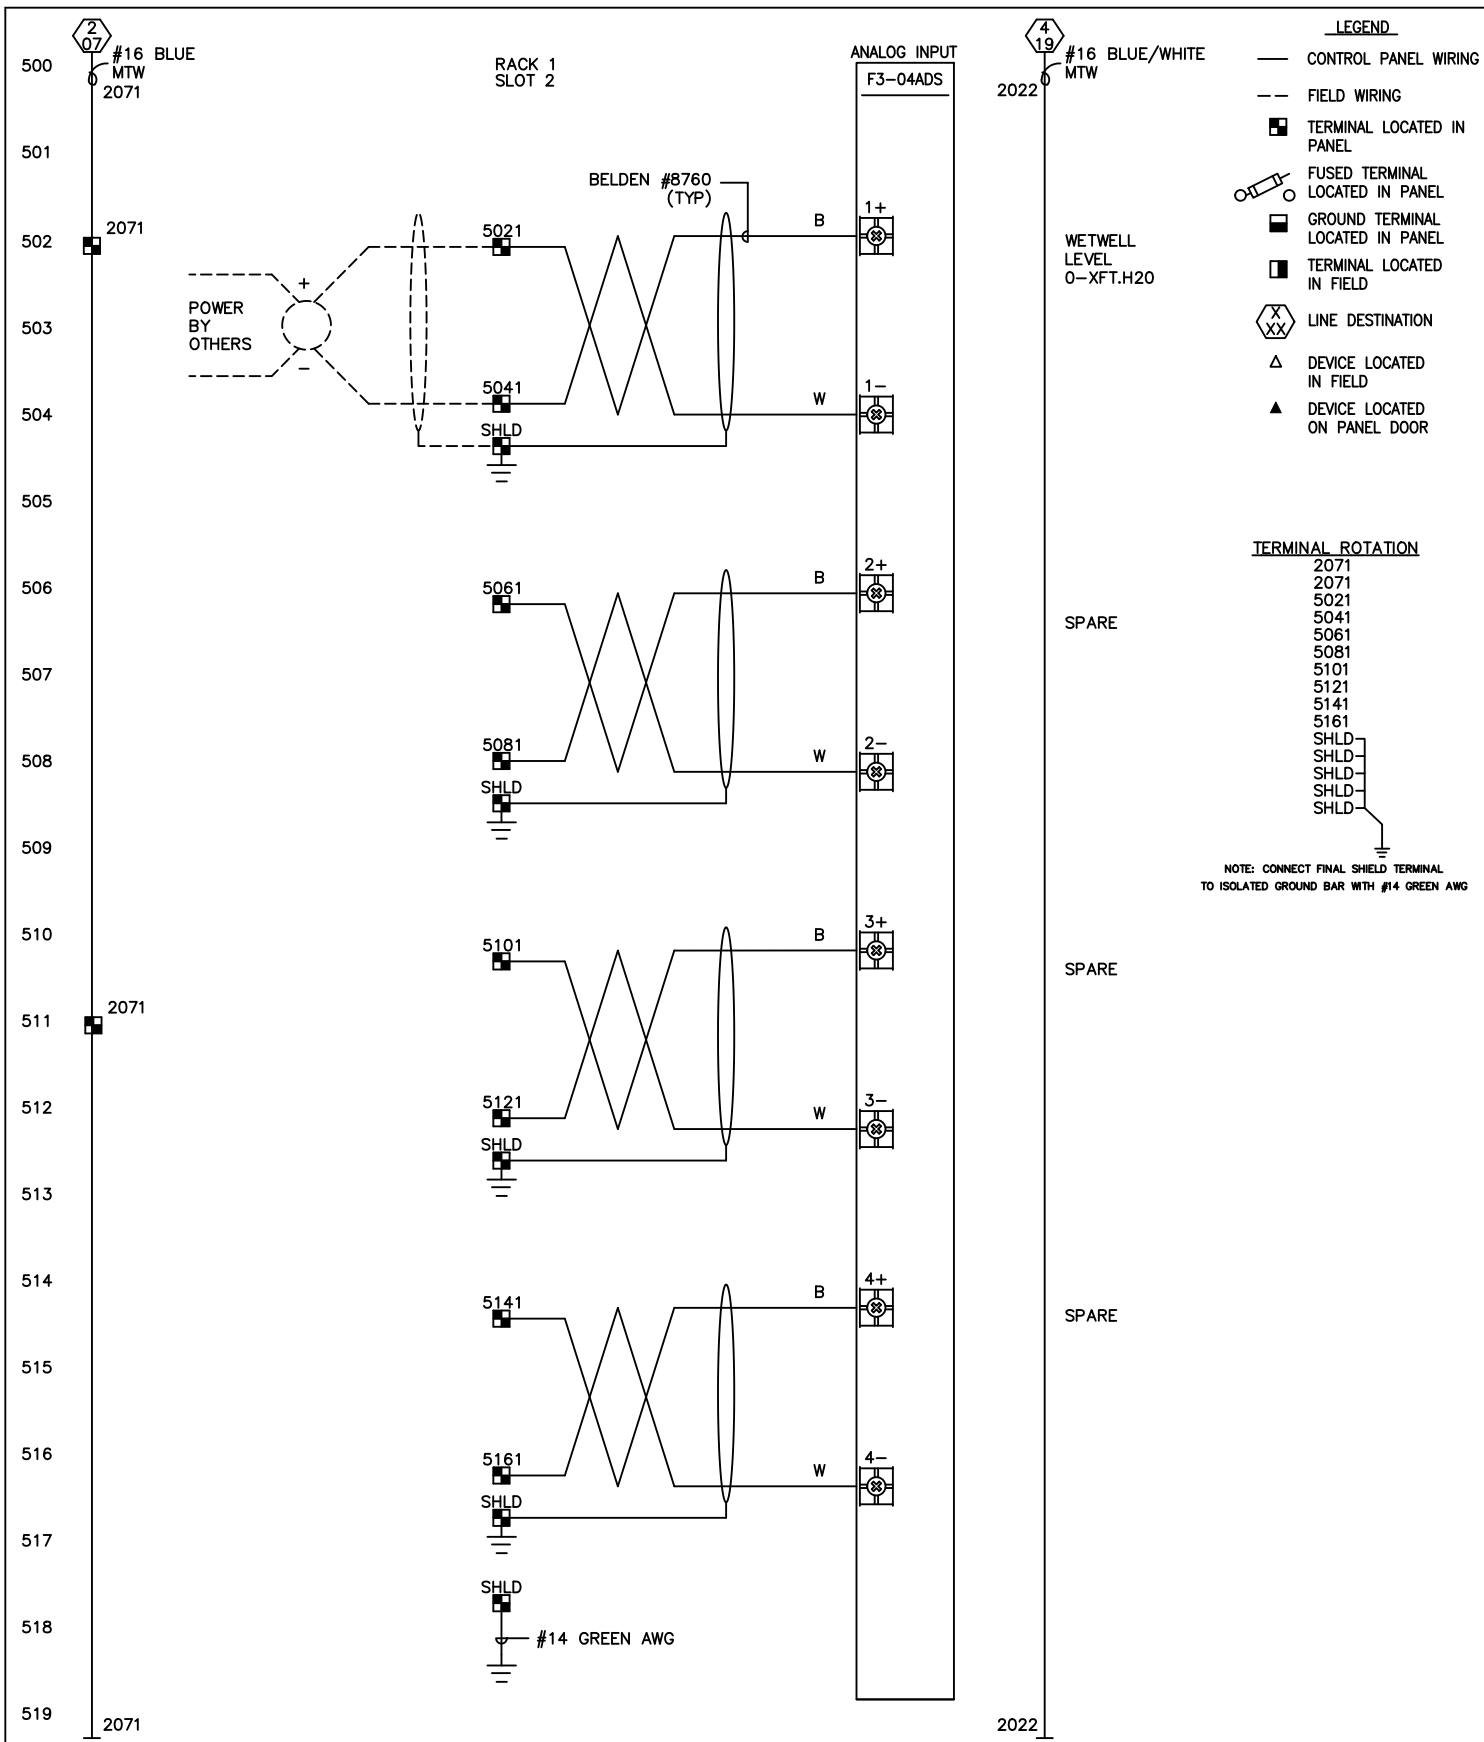 2
07
#16 BLUE
MTW
2071
500
501
502
503
504
505
506
507
508
509
510
511
512
513
514
515
516
517
518
519
2071
2071
2071
RACK 1
SLOT 2
BELDEN #8760
(TYP)
POWER
BY
OTHERS
+
-
5021
5041
SHLD
5061
5081
SHLD
5101
5121
SHLD
5141
5161
SHLD
SHLD
#14 GREEN AWG
B
W
B
W
B
W
B
W
ANALOG INPUT
F3-04ADS
1+
1-
2+
2-
3+
3-
4+
4-
4
19
#16 BLUE/WHITE
MTW
2022
WETWELL
LEVEL
0-XFT.H20
SPARE
SPARE
SPARE
2022
LEGEND
CONTROL PANEL WIRING
FIELD WIRING
TERMINAL LOCATED IN
PANEL
FUSED TERMINAL
LOCATED IN PANEL
GROUND TERMINAL
LOCATED IN PANEL
TERMINAL LOCATED
IN FIELD
X
XX
LINE DESTINATION
DEVICE LOCATED
IN FIELD
DEVICE LOCATED
ON PANEL DOOR
TERMINAL ROTATION
2071
2071
5021
5041
5061
5081
5101
5121
5141
5161
SHLD
SHLD
SHLD
SHLD
SHLD
NOTE: CONNECT FINAL SHIELD TERMINAL
TO ISOLATED GROUND BAR WITH #14 GREEN AWG